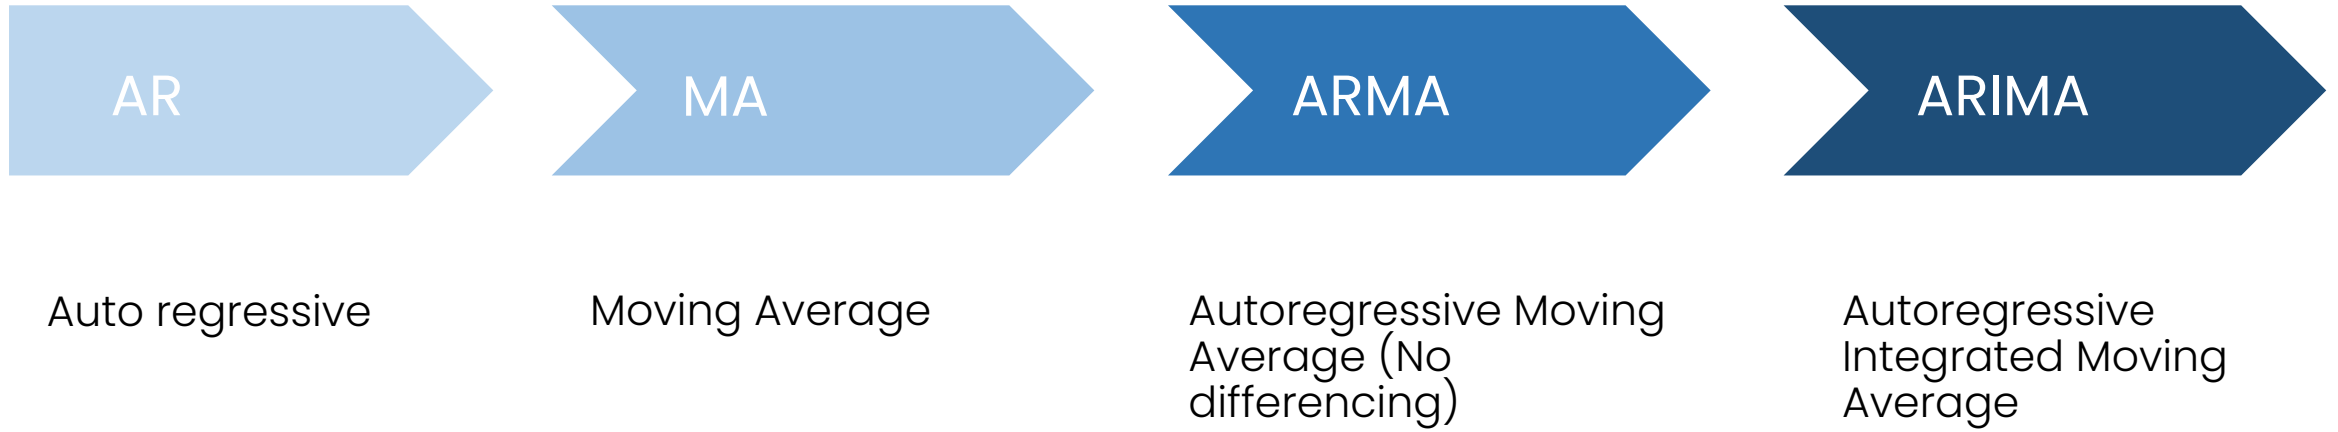 AR
MA
ARMA
ARIMA
Auto regressive
Moving Average
Autoregressive Moving
Average (No
differencing)
Autoregressive
Integrated Moving
Average